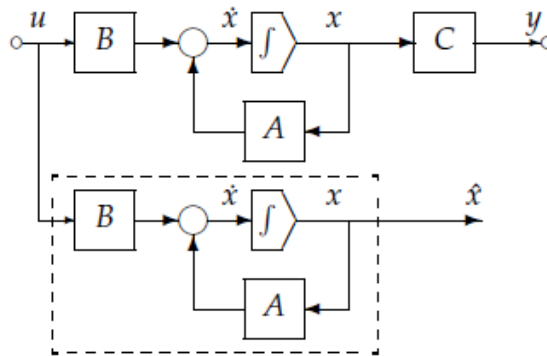 u B ẋ ∫ x C y
A
B ẋ ∫ x x̂
A